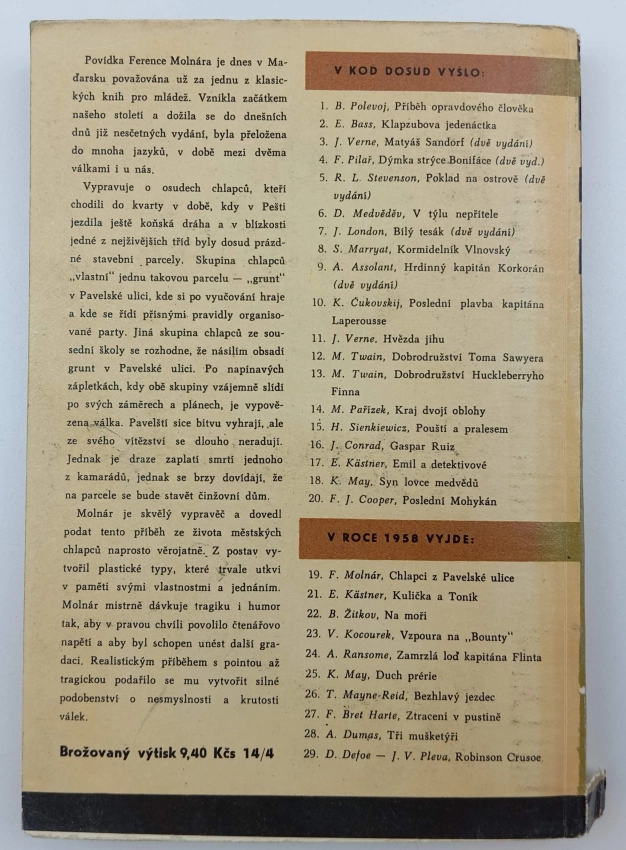 Povídka Ference Molnára je dnes v Ma-
ďarsku považována už za jednu z klasic-
kých knih pro mládež. Vznikla začátkem
našeho století a dožila se do dnešních
dnů již nesčetných vydání, byla přeložena
do mnoha jazyků, v době mezi dvěma
válkami i u nás.
Vypravuje o osudech chlapců, kteří
chodili do kvarty v době, kdy v Pešti
jezdila ještě koňská dráha a v blízkosti
jedné z nejživějších tříd byly dosud prázd-
né stavební parcely. Skupina chlapců
„vlastní" jednu takovou parcelu — „grunt"
v Pavelské ulici, kde si po vyučování hraje
a kde se řídí přísnými pravidly organiso-
vané party. Jiná skupina chlapců ze sou-
sední školy se rozhodne, že násilím obsadí
grunt v Pavelské ulici. Po napínavých
zápletkách, kdy obě skupiny vzájemně slídí
po svých záměrech a plánech, je vypově-
zena válka. Pavelští sice bitvu vyhrají, ale
ze svého vítězství se dlouho neradují.
Jednak je draze zaplatí smrtí jednoho
z kamarádů, jednak se brzy dovídají, že
na parcele se bude stavět činžovní dům.
Molnár je skvělý vypravěč a dovedl
podat tento příběh ze života městských
chlapců naprosto věrojatně. Z postav vy-
tvořil plastické typy, které trvale utkví
v paměti svými vlastnostmi a jednáním.
Molnár mistrně dávkuje tragiku i humor
tak, aby v pravou chvíli povolilo čtenářovo
napětí a aby byl schopen unést další gra-
daci. Realistickým příběhem s pointou až
tragickou podařilo se mu vytvořit silné
podobenství o nesmyslnosti a krutosti
válek.
Brožovaný výtisk 9,40 Kčs 14/4
V KOD DOSUD VYŠLO:
1. B. Polevoj, Příběh opravdového člověka
2. E. Bass, Klapzubova jedenáctka
3. J. Verne, Matyáš Sandorf (dvě vydání)
4. F. Pilař, Dýmka strýce Bonifáce (dvě vyd.)
5. R. L. Stevenson, Poklad na ostrově (dvě
vydání)
6. D. Medvěděv, V týlu nepřítele
7. J. London, Bílý tesák (dvě vydání)
8. S. Marryat, Kormidelník Vlnovský
9. A. Assolant, Hrdinný kapitán Korkorán
(dvě vydání)
10. K. Čukovskij, Poslední plavba kapitána
Laperousse
11. J. Verne, Hvězda jihu
12. M. Twain, Dobrodružství Toma Sawyera
13. M. Twain, Dobrodružství Huckleberryho
Finna
14. M. Pařízek, Kraj dvojí oblohy
15. H. Sienkiewicz, Pouští a pralesem
16. J. Conrad, Gaspar Ruiz
17. E. Kästner, Emil a detektivové
18. K. May, Syn lovce medvědů
20. F. J. Cooper, Poslední Mohykán
V ROCE 1958 VYJDE:
19. F. Molnár, Chlapci z Pavelské ulice
21. E. Kästner, Kulička a Toník
22. B. Žitkov, Na moři
23. V. Kocourek, Vzpoura na „Bounty"
24. A. Ransome, Zamrzlá loď kapitána Flinta
25. K. May, Duch prérie
26. T. Mayne-Reid, Bezhlavý jezdec
27. F. Bret Harte, Ztraceni v pustině
28. A. Dumas, Tři mušketýři
29. D. Defoe — J. V. Pleva, Robinson Crusoe